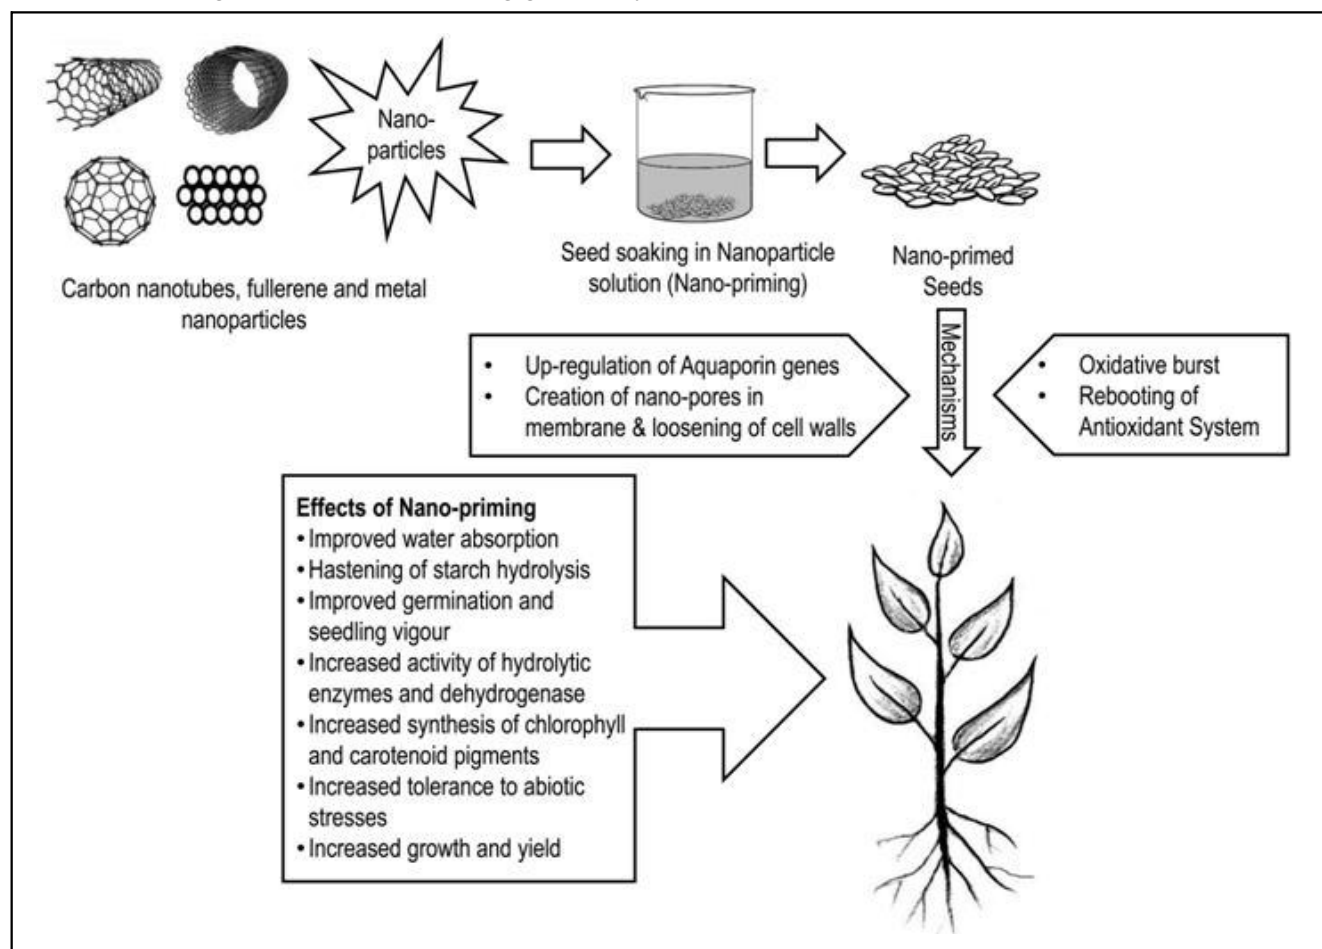 Nano-
particles
Carbon nanotubes, fullerene and metal
nanoparticles
Seed soaking in Nanoparticle
solution (Nano-priming)
Nano-primed
Seeds
Mechanisms
• Up-regulation of Aquaporin genes
• Creation of nano-pores in
membrane & loosening of cell walls
• Oxidative burst
• Rebooting of
Antioxidant System
Effects of Nano-priming
• Improved water absorption
• Hastening of starch hydrolysis
• Improved germination and
seedling vigour
• Increased activity of hydrolytic
enzymes and dehydrogenase
• Increased synthesis of chlorophyll
and carotenoid pigments
• Increased tolerance to abiotic
stresses
• Increased growth and yield